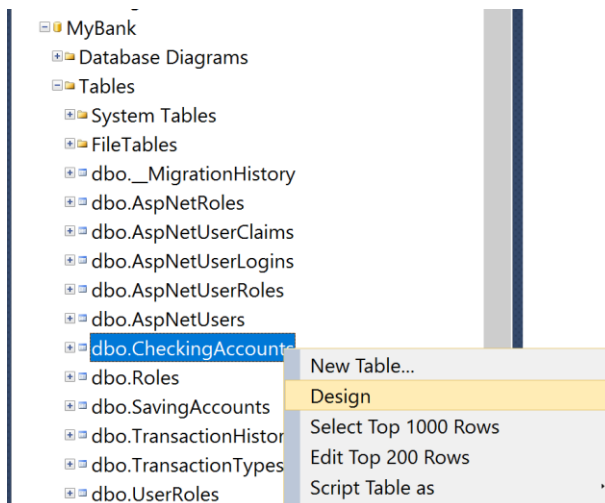 MyBank
Database Diagrams
Tables
System Tables
FileTables
dbo.__MigrationHistory
dbo.AspNetRoles
dbo.AspNetUserClaims
dbo.AspNetUserLogins
dbo.AspNetUserRoles
dbo.AspNetUsers
dbo.CheckingAccounts
New Table...
dbo.Roles
Design
dbo.SavingAccounts
Select Top 1000 Rows
dbo.TransactionHistor
Edit Top 200 Rows
dbo.TransactionTypes
Script Table as
dbo.UserRoles